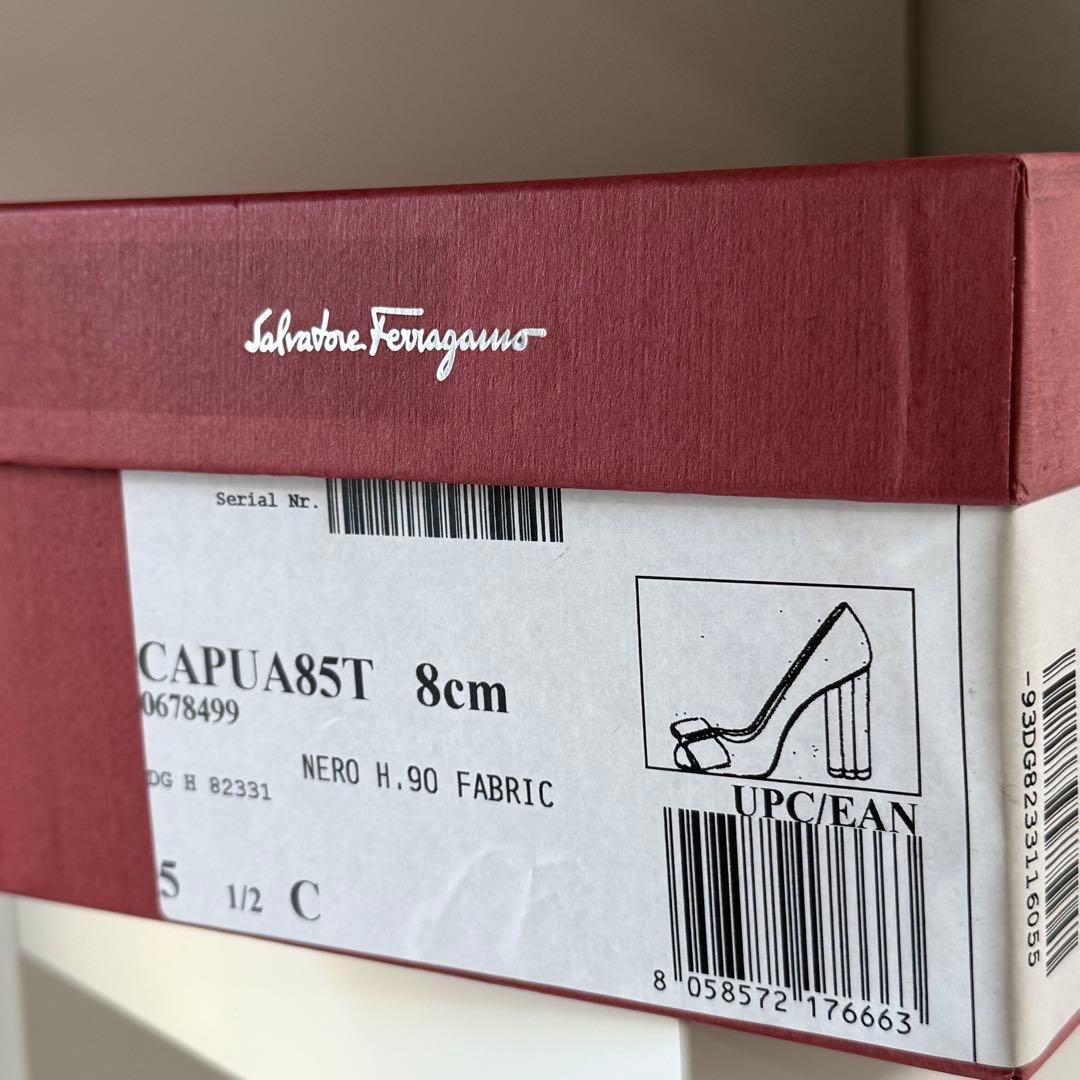 Salvatore Ferragamo
Serial Nr.
CAPUA85T 8cm
0678499
DG H 82331
NERO H.90 FABRIC
5 1/2 C
UPC/EAN
8 058572 176663
-93DG8233116055